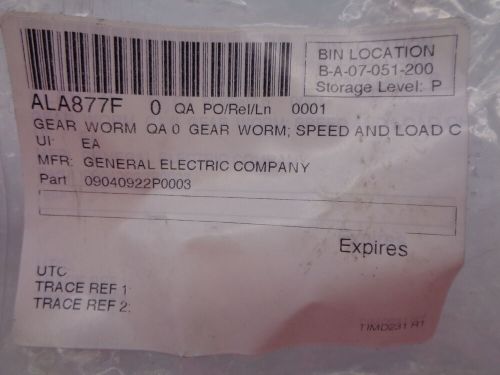 BIN LOCATION
B-A-07-051-200
Storage Level: P
ALA877F 0 QA PO/Rel/Ln 0001
GEAR WORM QA 0 GEAR WORM; SPEED AND LOAD C
UI: EA
MFR: GENERAL ELECTRIC COMPANY
Part 09040922P0003
Expires
UTC
TRACE REF 1:
TRACE REF 2:
TIMD231 R1